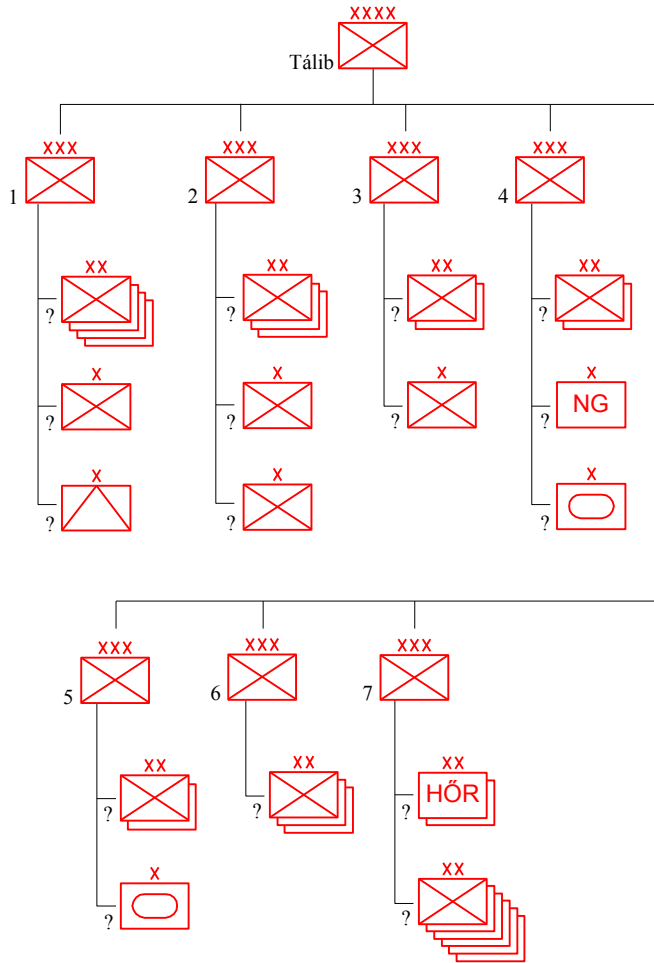 XXXX
Tálib
XXX XXX XXX XXX
1 2 3 4
XX XX XX XX
? ? ? ?
X X X X
NG
? ? ? ?
X X X
? ? ?
XXX XXX XXX
5 6 7
XX XX XX
HŐR
? ? ?
X XX
? ?